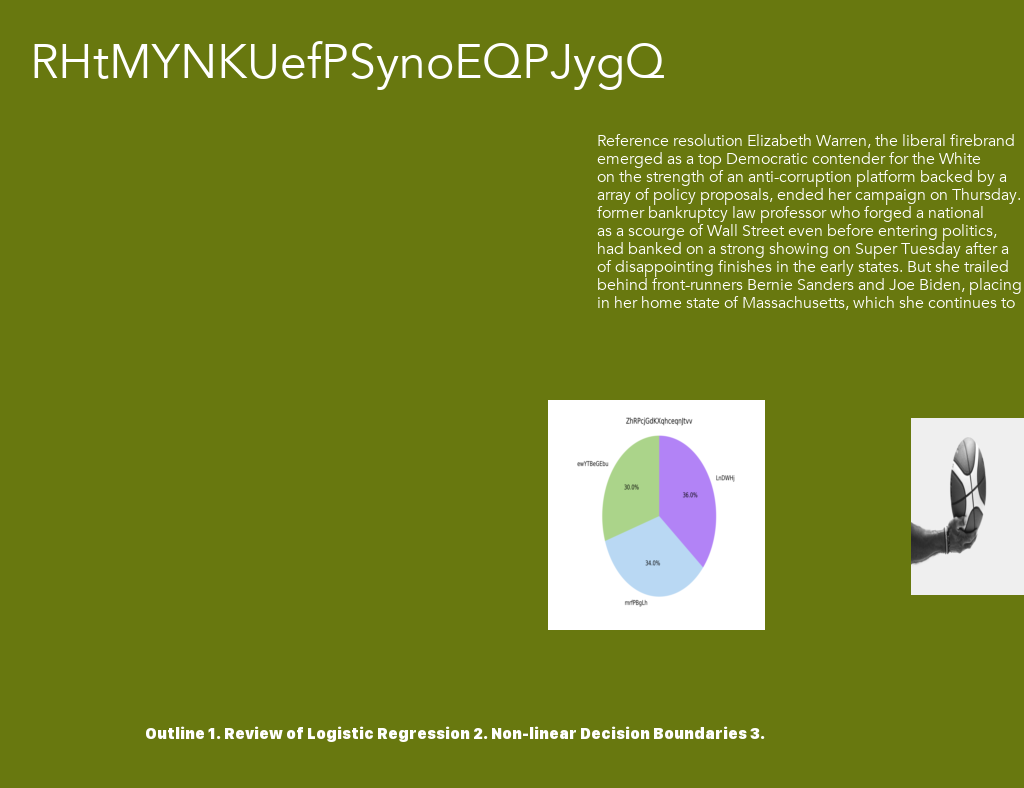 RHtMYNKUefPSynoEQPJygQ
Reference resolution Elizabeth Warren, the liberal firebrand
emerged as a top Democratic contender for the White
on the strength of an anti-corruption platform backed by a
array of policy proposals, ended her campaign on Thursday.
former bankruptcy law professor who forged a national
as a scourge of Wall Street even before entering politics,
had banked on a strong showing on Super Tuesday after a
of disappointing finishes in the early states. But she trailed
behind front-runners Bernie Sanders and Joe Biden, placing
in her home state of Massachusetts, which she continues to
ZhRPcjGdKXqhceqnJtvv
ewYTBeGEbu
30.0%
LnDWHj
36.0%
34.0%
mrfPBgLh
Outline 1. Review of Logistic Regression 2. Non-linear Decision Boundaries 3.